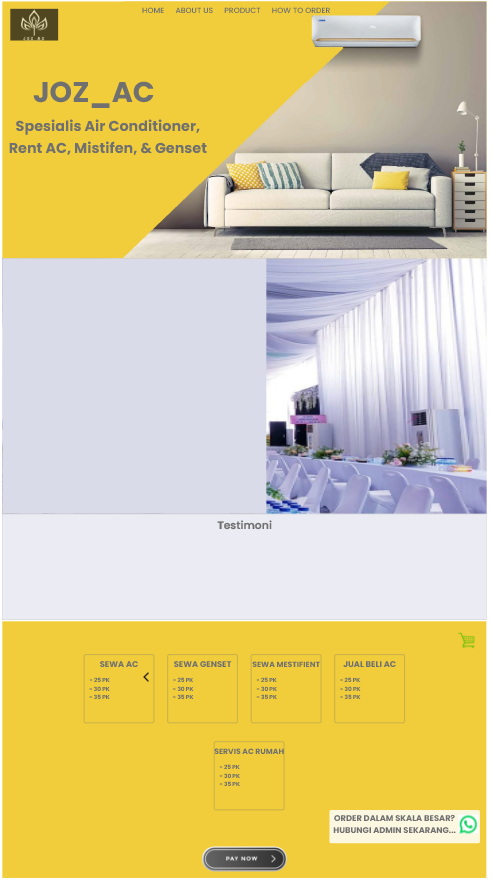 HOME ABOUT US PRODUCT HOW TO ORDER
JOZ AC
JOZ_AC
Spesialis Air Conditioner,
Rent AC, Mistifen, & Genset
Testimoni
SEWA AC
- 25 PK
- 30 PK
- 35 PK
SEWA GENSET
- 25 PK
- 30 PK
- 35 PK
SEWA MESTIFIENT
- 25 PK
- 30 PK
- 35 PK
JUAL BELI AC
- 25 PK
- 30 PK
- 35 PK
SERVIS AC RUMAH
- 25 PK
- 30 PK
- 35 PK
ORDER DALAM SKALA BESAR?
HUBUNGI ADMIN SEKARANG...
PAY NOW